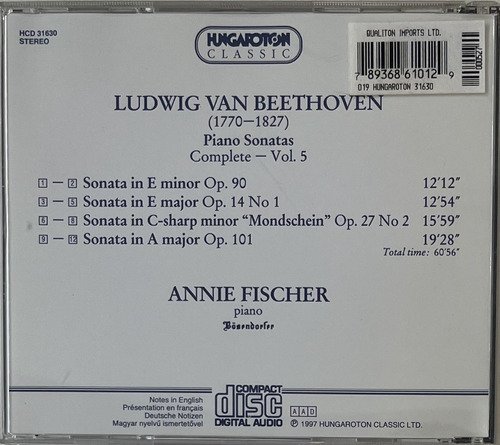 HCD 31630
STEREO
HUNGAROTON
CLASSIC
QUALITON IMPORTS LTD.
00527
7 89368 61012 9
019 HUNGAROTON 31630
LUDWIG VAN BEETHOVEN
(1770–1827)
Piano Sonatas
Complete – Vol. 5
1 – 2 Sonata in E minor Op. 90 12'12"
3 – 5 Sonata in E major Op. 14 No 1 12'54"
6 – 8 Sonata in C-sharp minor “Mondschein” Op. 27 No 2 15'59"
9 – 12 Sonata in A major Op. 101 19'28"
Total time: 60'56"
ANNIE FISCHER
piano
Bösendorfer
Notes in English
Présentation en français
Deutsche Notizen
Magyar nyelvű ismertetővel
COMPACT
disc
DIGITAL AUDIO
A A D
℗ 1997 HUNGAROTON CLASSIC LTD.